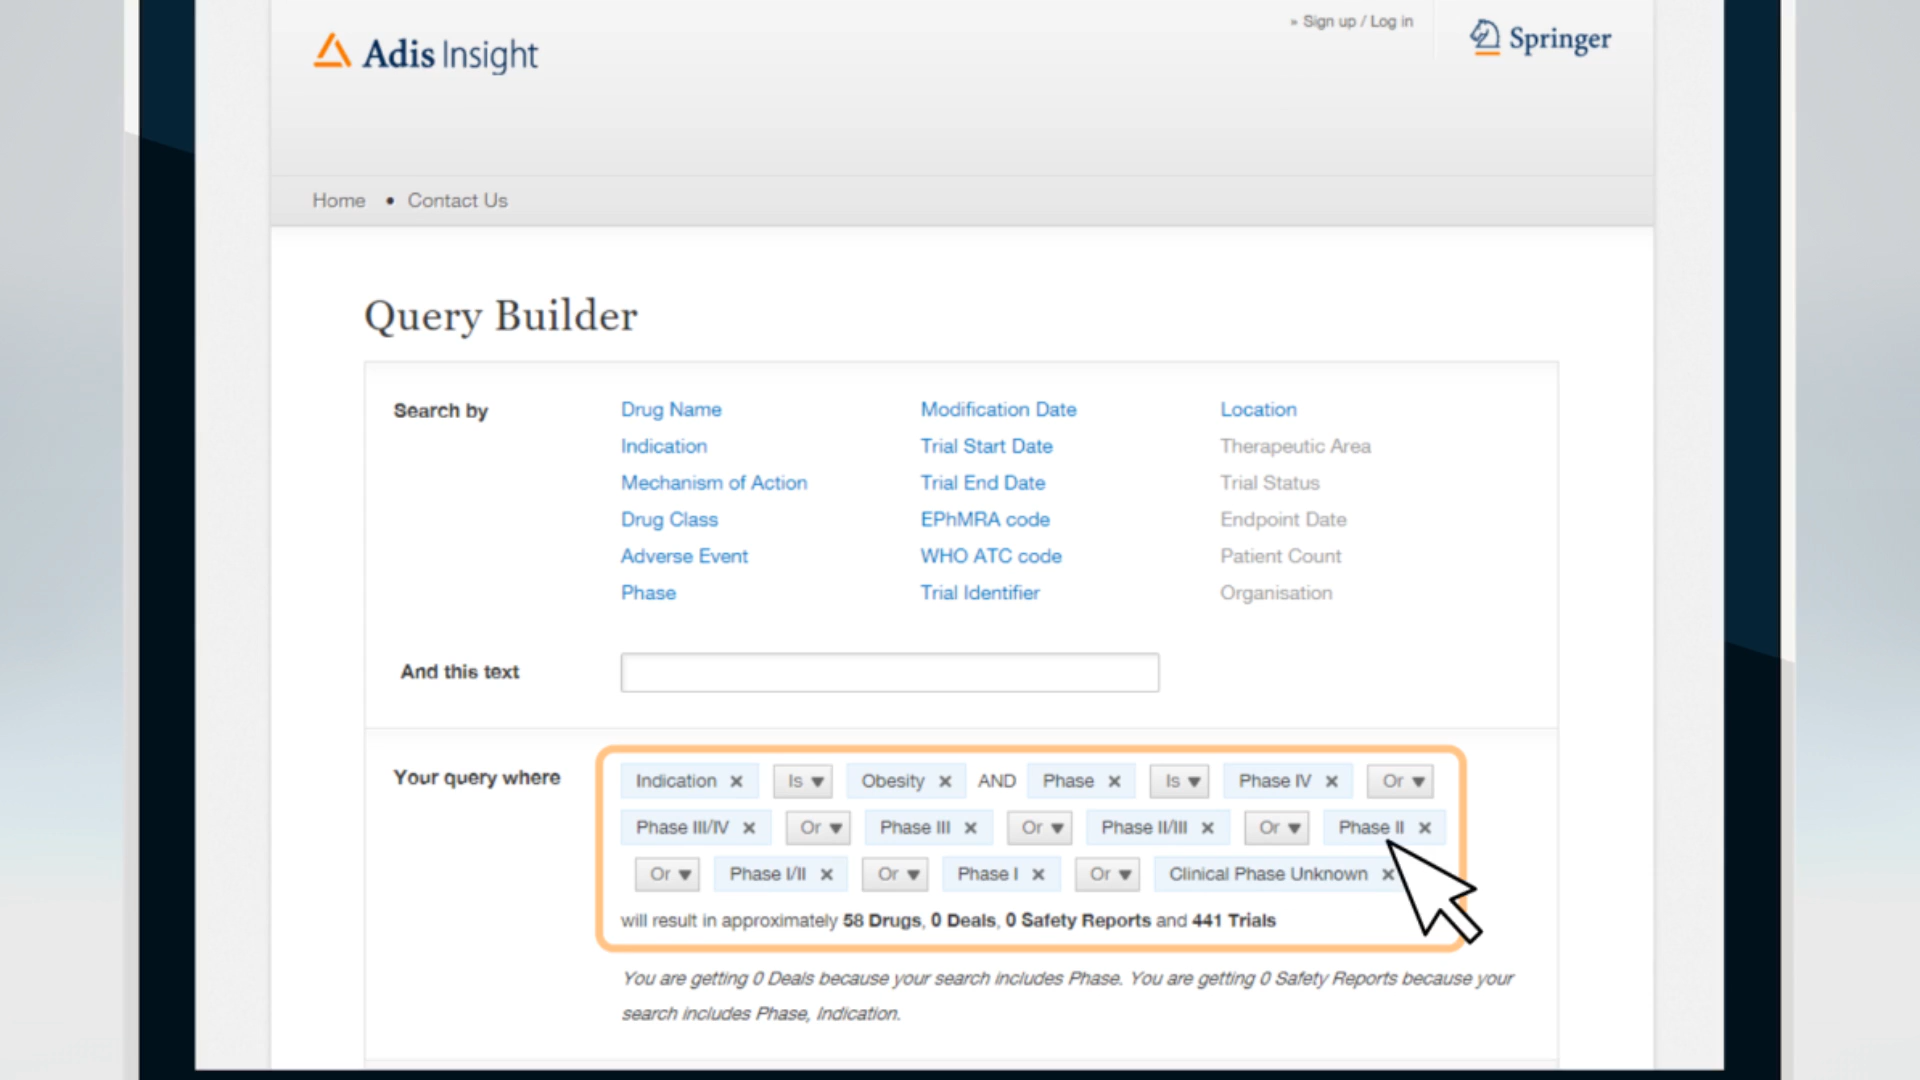 » Sign up / Log in
Adis Insight
Springer
Home • Contact Us
Query Builder
Search by
Drug Name
Indication
Mechanism of Action
Drug Class
Adverse Event
Phase
Modification Date
Trial Start Date
Trial End Date
EPhMRA code
WHO ATC code
Trial Identifier
Location
Therapeutic Area
Trial Status
Endpoint Date
Patient Count
Organisation
And this text
Your query where
Indication × Is ▼ Obesity × AND Phase × Is ▼ Phase IV × Or ▼
Phase III/IV × Or ▼ Phase III × Or ▼ Phase II/III × Or ▼ Phase II ×
Or ▼ Phase I/II × Or ▼ Phase I × Or ▼ Clinical Phase Unknown ×
will result in approximately 58 Drugs, 0 Deals, 0 Safety Reports and 441 Trials
You are getting 0 Deals because your search includes Phase. You are getting 0 Safety Reports because your
search includes Phase, Indication.